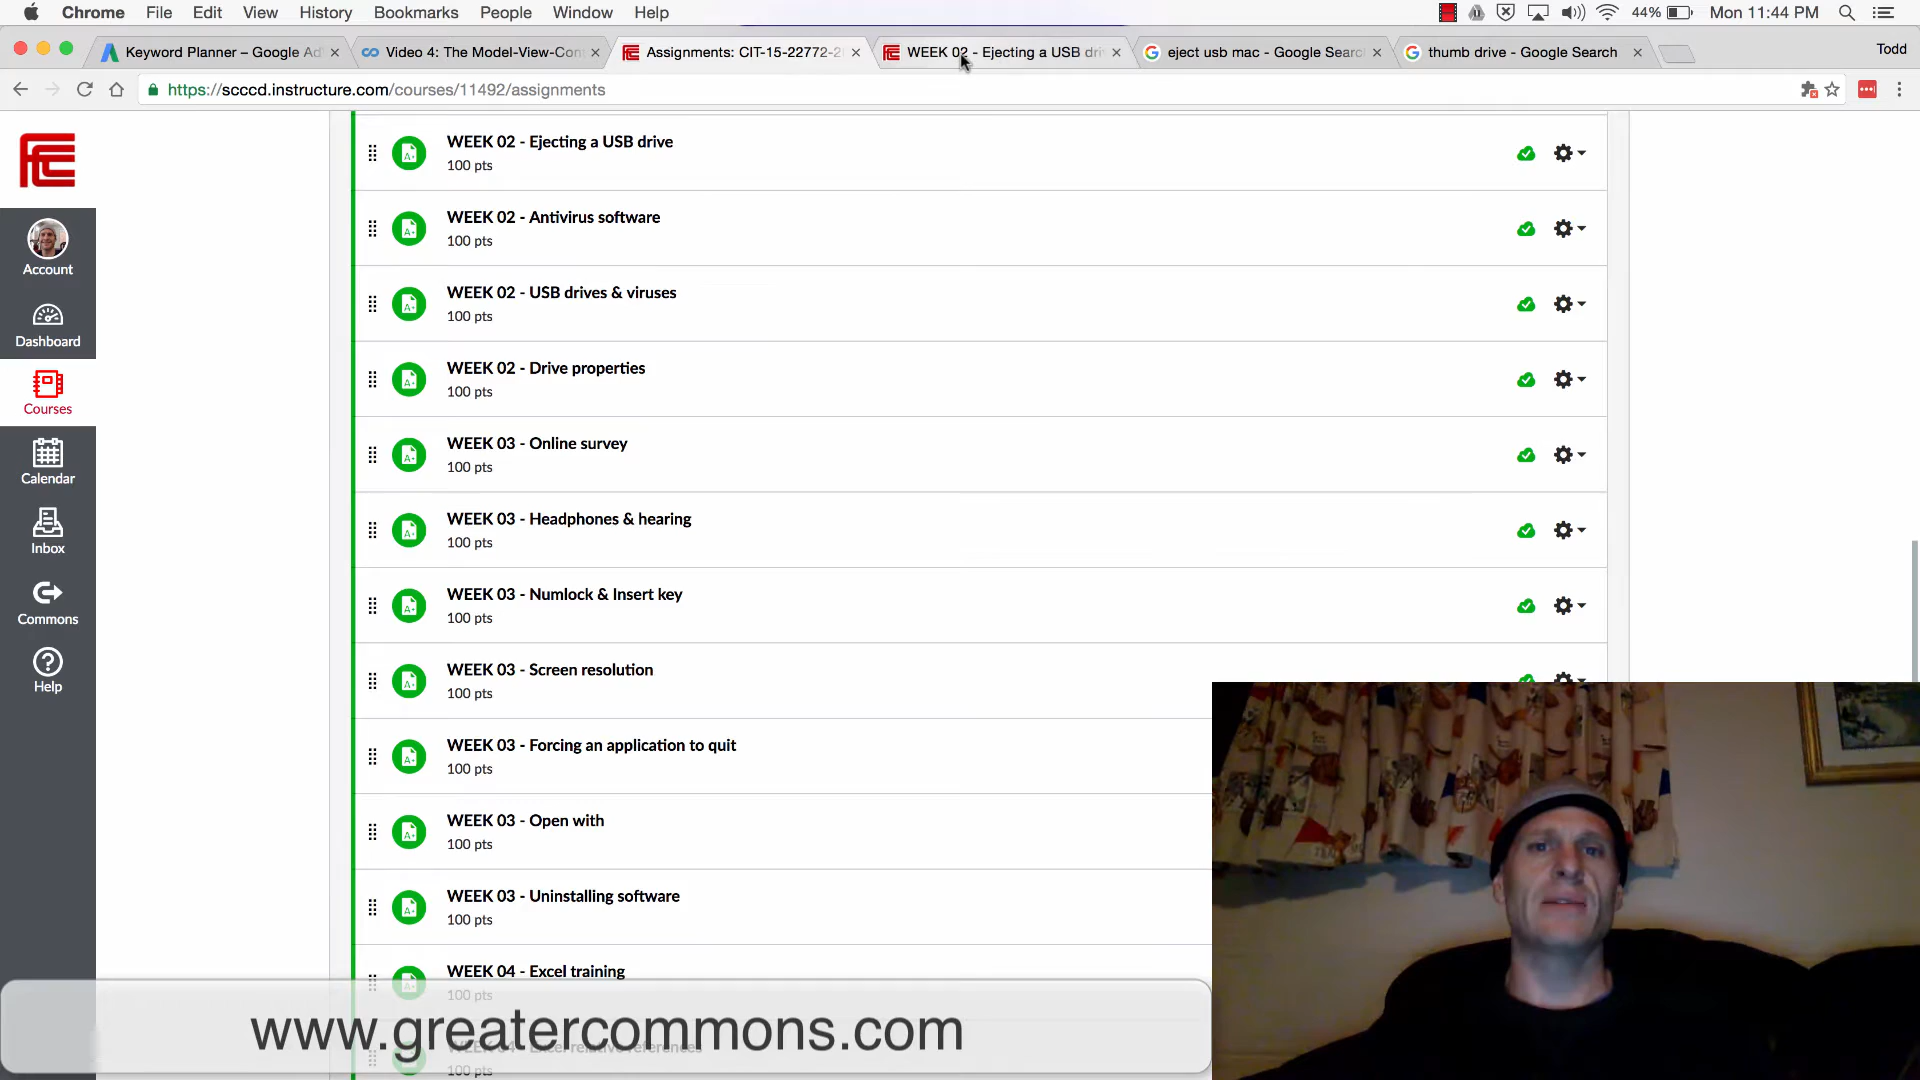 Chrome File Edit View History Bookmarks People Window Help 44% Mon 11:44 PM
Keyword Planner – Google Ad Video 4: The Model-View-Con Assignments: CIT-15-22772-2 WEEK 02 - Ejecting a USB dri eject usb mac - Google Searc thumb drive - Google Search Todd
https://scccd.instructure.com/courses/11492/assignments
Account
Dashboard
Courses
Calendar
Inbox
Commons
Help
WEEK 02 - Ejecting a USB drive
100 pts
WEEK 02 - Antivirus software
100 pts
WEEK 02 - USB drives & viruses
100 pts
WEEK 02 - Drive properties
100 pts
WEEK 03 - Online survey
100 pts
WEEK 03 - Headphones & hearing
100 pts
WEEK 03 - Numlock & Insert key
100 pts
WEEK 03 - Screen resolution
100 pts
WEEK 03 - Forcing an application to quit
100 pts
WEEK 03 - Open with
100 pts
WEEK 03 - Uninstalling software
100 pts
WEEK 04 - Excel training
100 pts
www.greatercommons.com
WEEK 04 - Excel relative references
100 pts